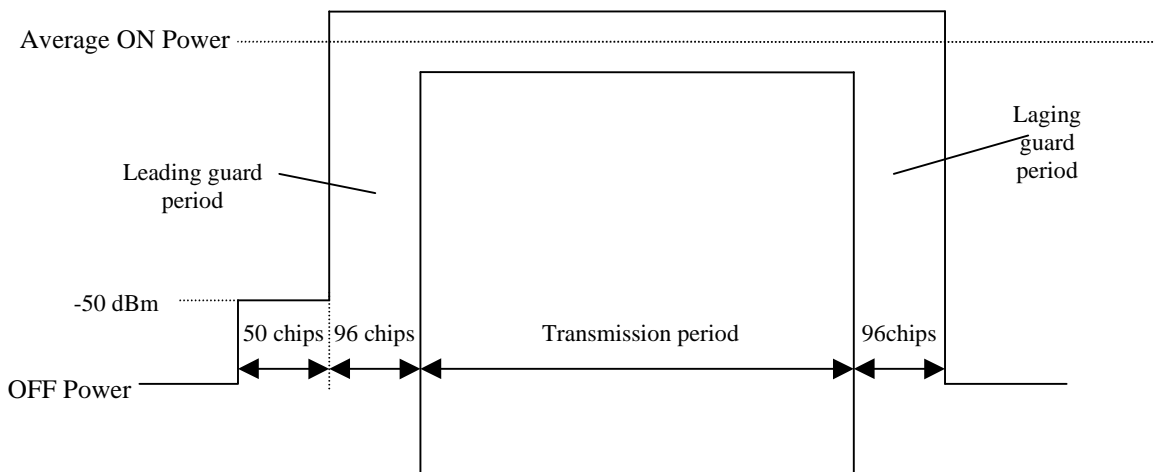 Average ON Power
Laging
guard
period
Leading guard
period
-50 dBm
50 chips
96 chips
Transmission period
96chips
OFF Power